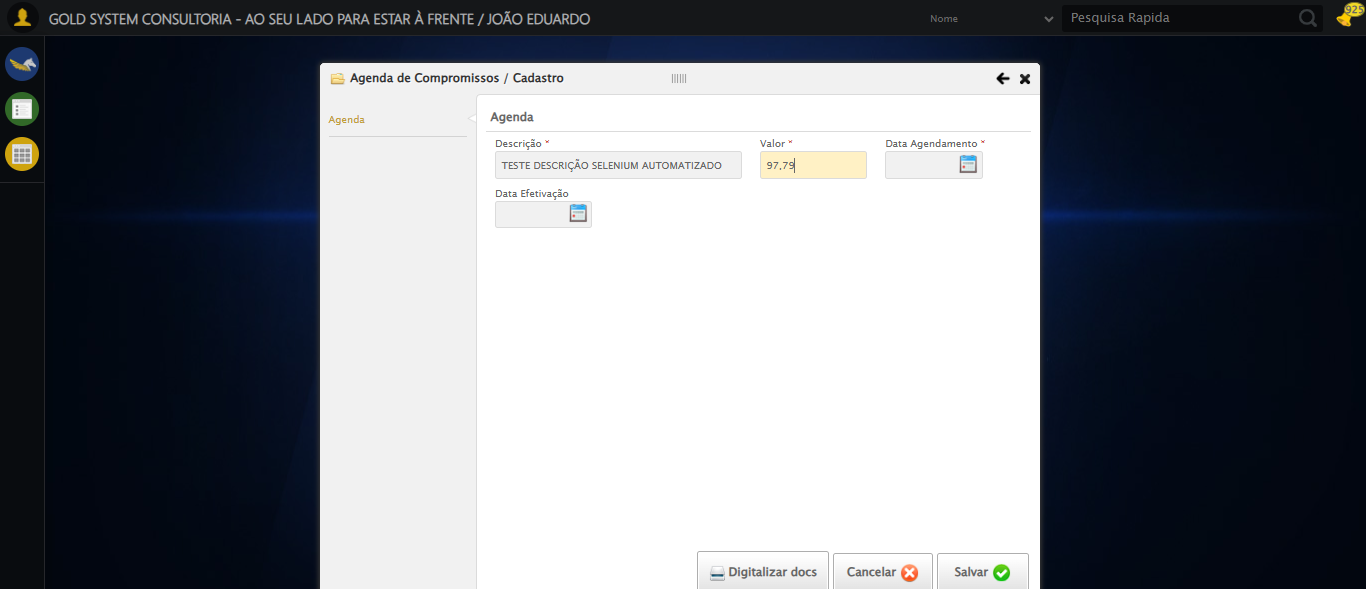 GOLD SYSTEM CONSULTORIA - AO SEU LADO PARA ESTAR À FRENTE / JOÃO EDUARDO
Nome
Pesquisa Rapida
925
Agenda de Compromissos / Cadastro
Agenda
Agenda
Descrição * Valor * Data Agendamento *
TESTE DESCRIÇÃO SELENIUM AUTOMATIZADO 97,79
Data Efetivação
Digitalizar docs Cancelar Salvar